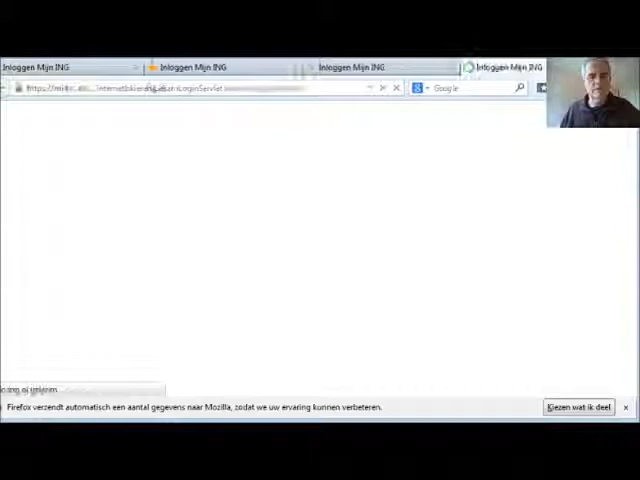 Inloggen Mijn ING
Inloggen Mijn ING
Inloggen Mijn ING
Inloggen Mijn ING
Google
Firefox verzendt automatisch een aantal gegevens naar Mozilla, zodat we uw ervaring kunnen verbeteren.
Kiezen wat ik deel